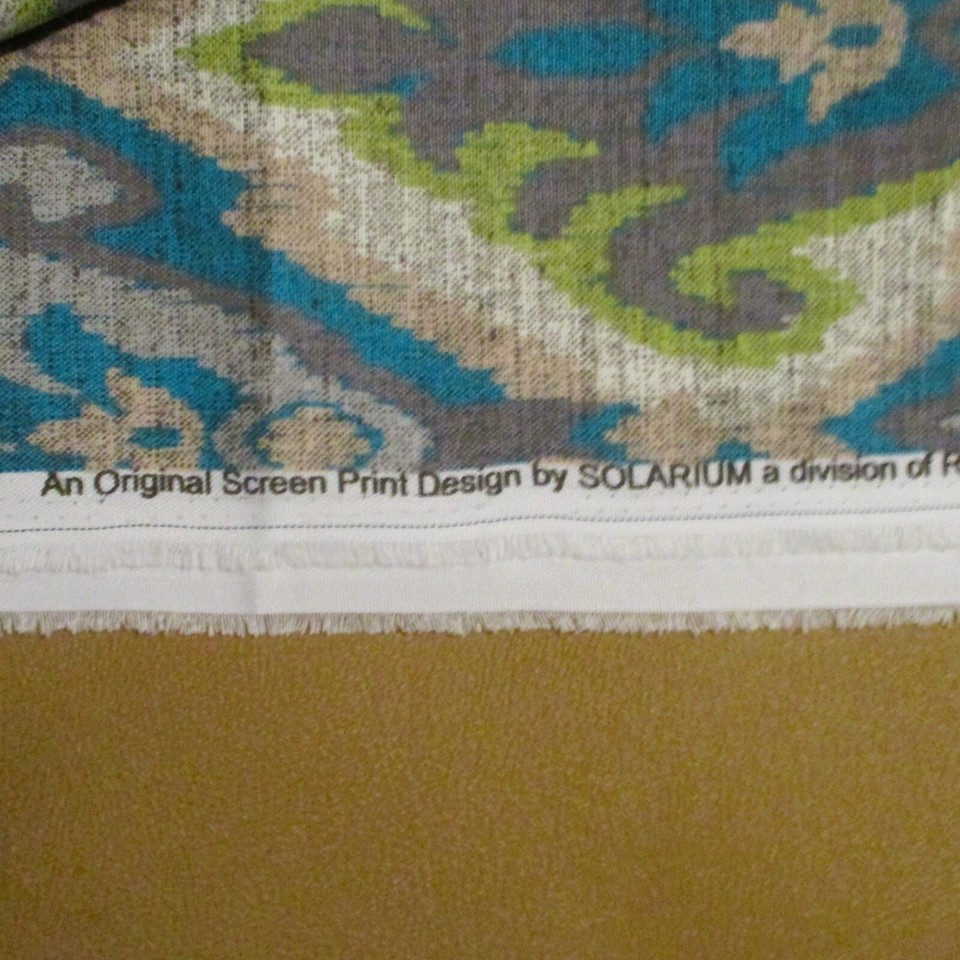 An Original Screen Print Design by SOLARIUM a division of